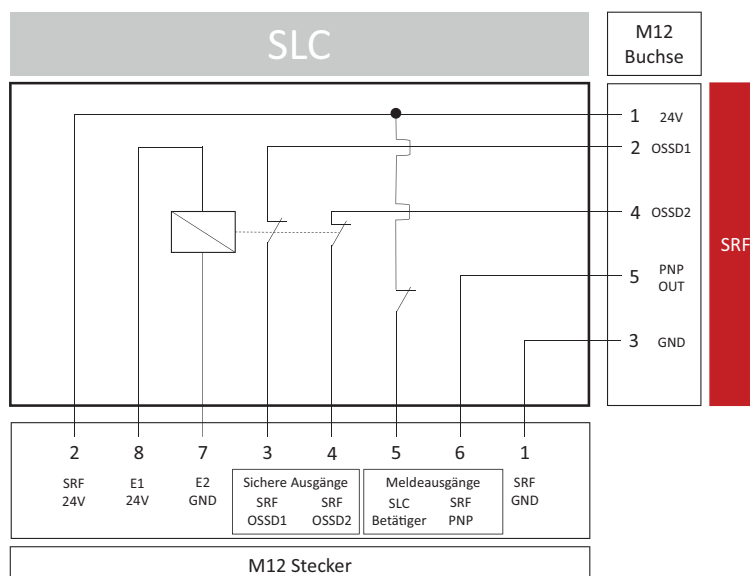 SLC
M12
Buchse
1 24V
2 OSSD1
4 OSSD2
5 PNP
OUT
3 GND
SRF
2 8 7 3 4 5 6 1
SRF
24V
E1
24V
E2
GND
Sichere Ausgänge
SRF
OSSD1
SRF
OSSD2
Meldeausgänge
SLC
Betätiger
SRF
PNP
SRF
GND
M12 Stecker